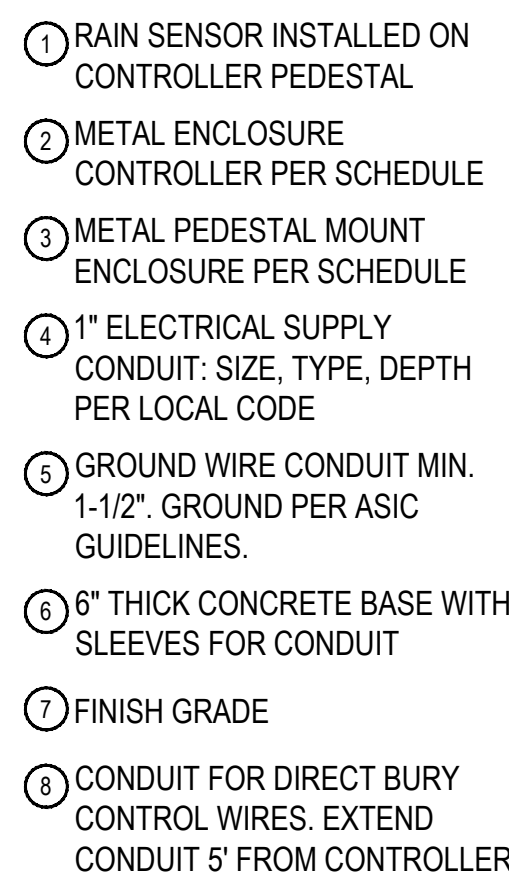 1 RAIN SENSOR INSTALLED ON
CONTROLLER PEDESTAL
2 METAL ENCLOSURE
CONTROLLER PER SCHEDULE
3 METAL PEDESTAL MOUNT
ENCLOSURE PER SCHEDULE
4 1" ELECTRICAL SUPPLY
CONDUIT: SIZE, TYPE, DEPTH
PER LOCAL CODE
5 GROUND WIRE CONDUIT MIN.
1-1/2". GROUND PER ASIC
GUIDELINES.
6 6" THICK CONCRETE BASE WITH
SLEEVES FOR CONDUIT
7 FINISH GRADE
8 CONDUIT FOR DIRECT BURY
CONTROL WIRES. EXTEND
CONDUIT 5' FROM CONTROLLER